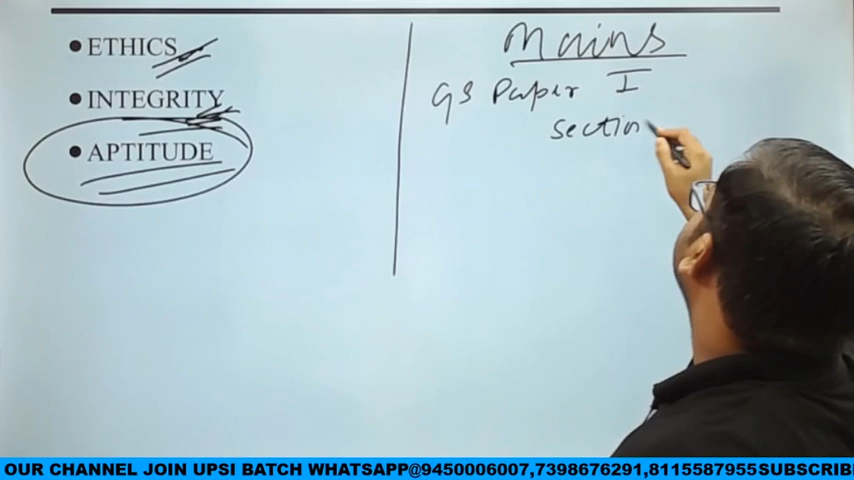 ● ETHICS
● INTEGRITY
● APTITUDE
Mains
GS Paper I
Section
OUR CHANNEL JOIN UPSI BATCH WHATSAPP@9450006007,7398676291,8115587955SUBSCRIB